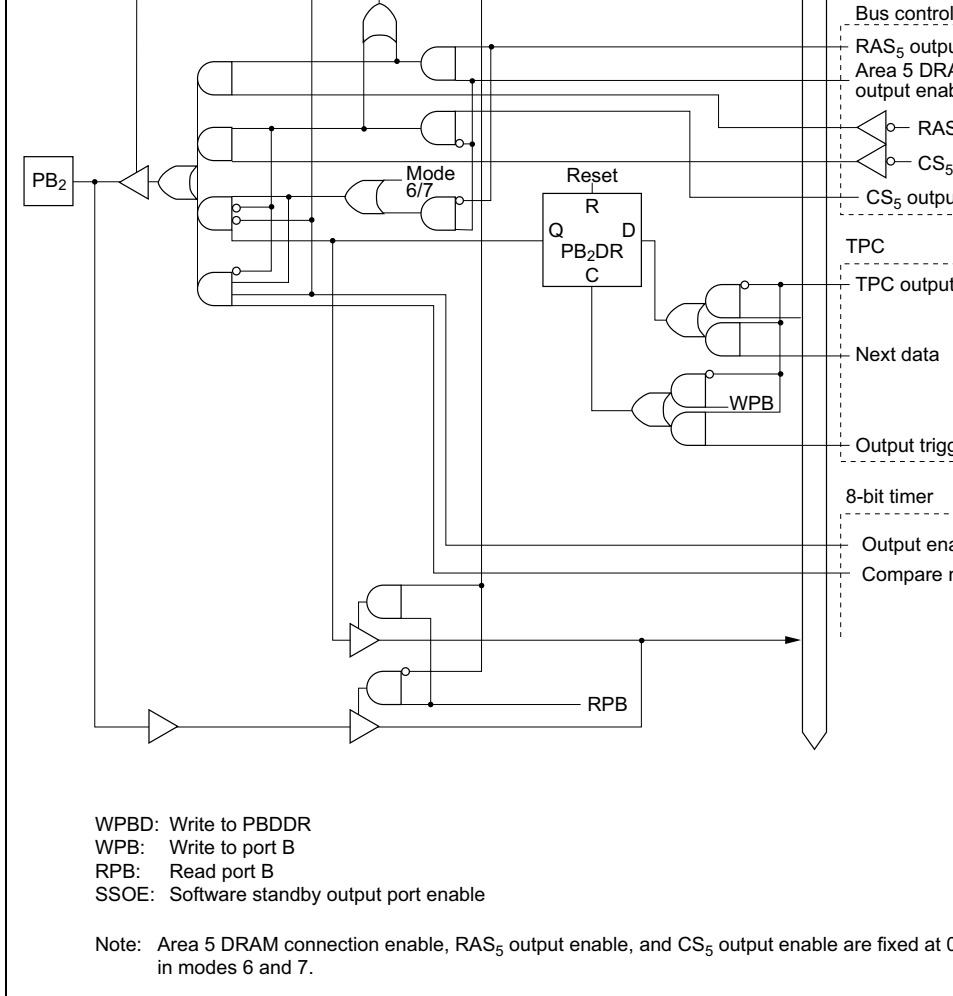 Bus control
RAS5 outpu
Area 5 DRA
output enab
RAS
CS5
CS5 outpu
PB2
Mode
6/7
Reset
R
Q
D
PB2DR
C
TPC
TPC output
Next data
WPB
Output trigg
8-bit timer
Output ena
Compare m
RPB
WPBD: Write to PBDDR
WPB: Write to port B
RPB: Read port B
SSOE: Software standby output port enable
Note: Area 5 DRAM connection enable, RAS5 output enable, and CS5 output enable are fixed at 0
in modes 6 and 7.